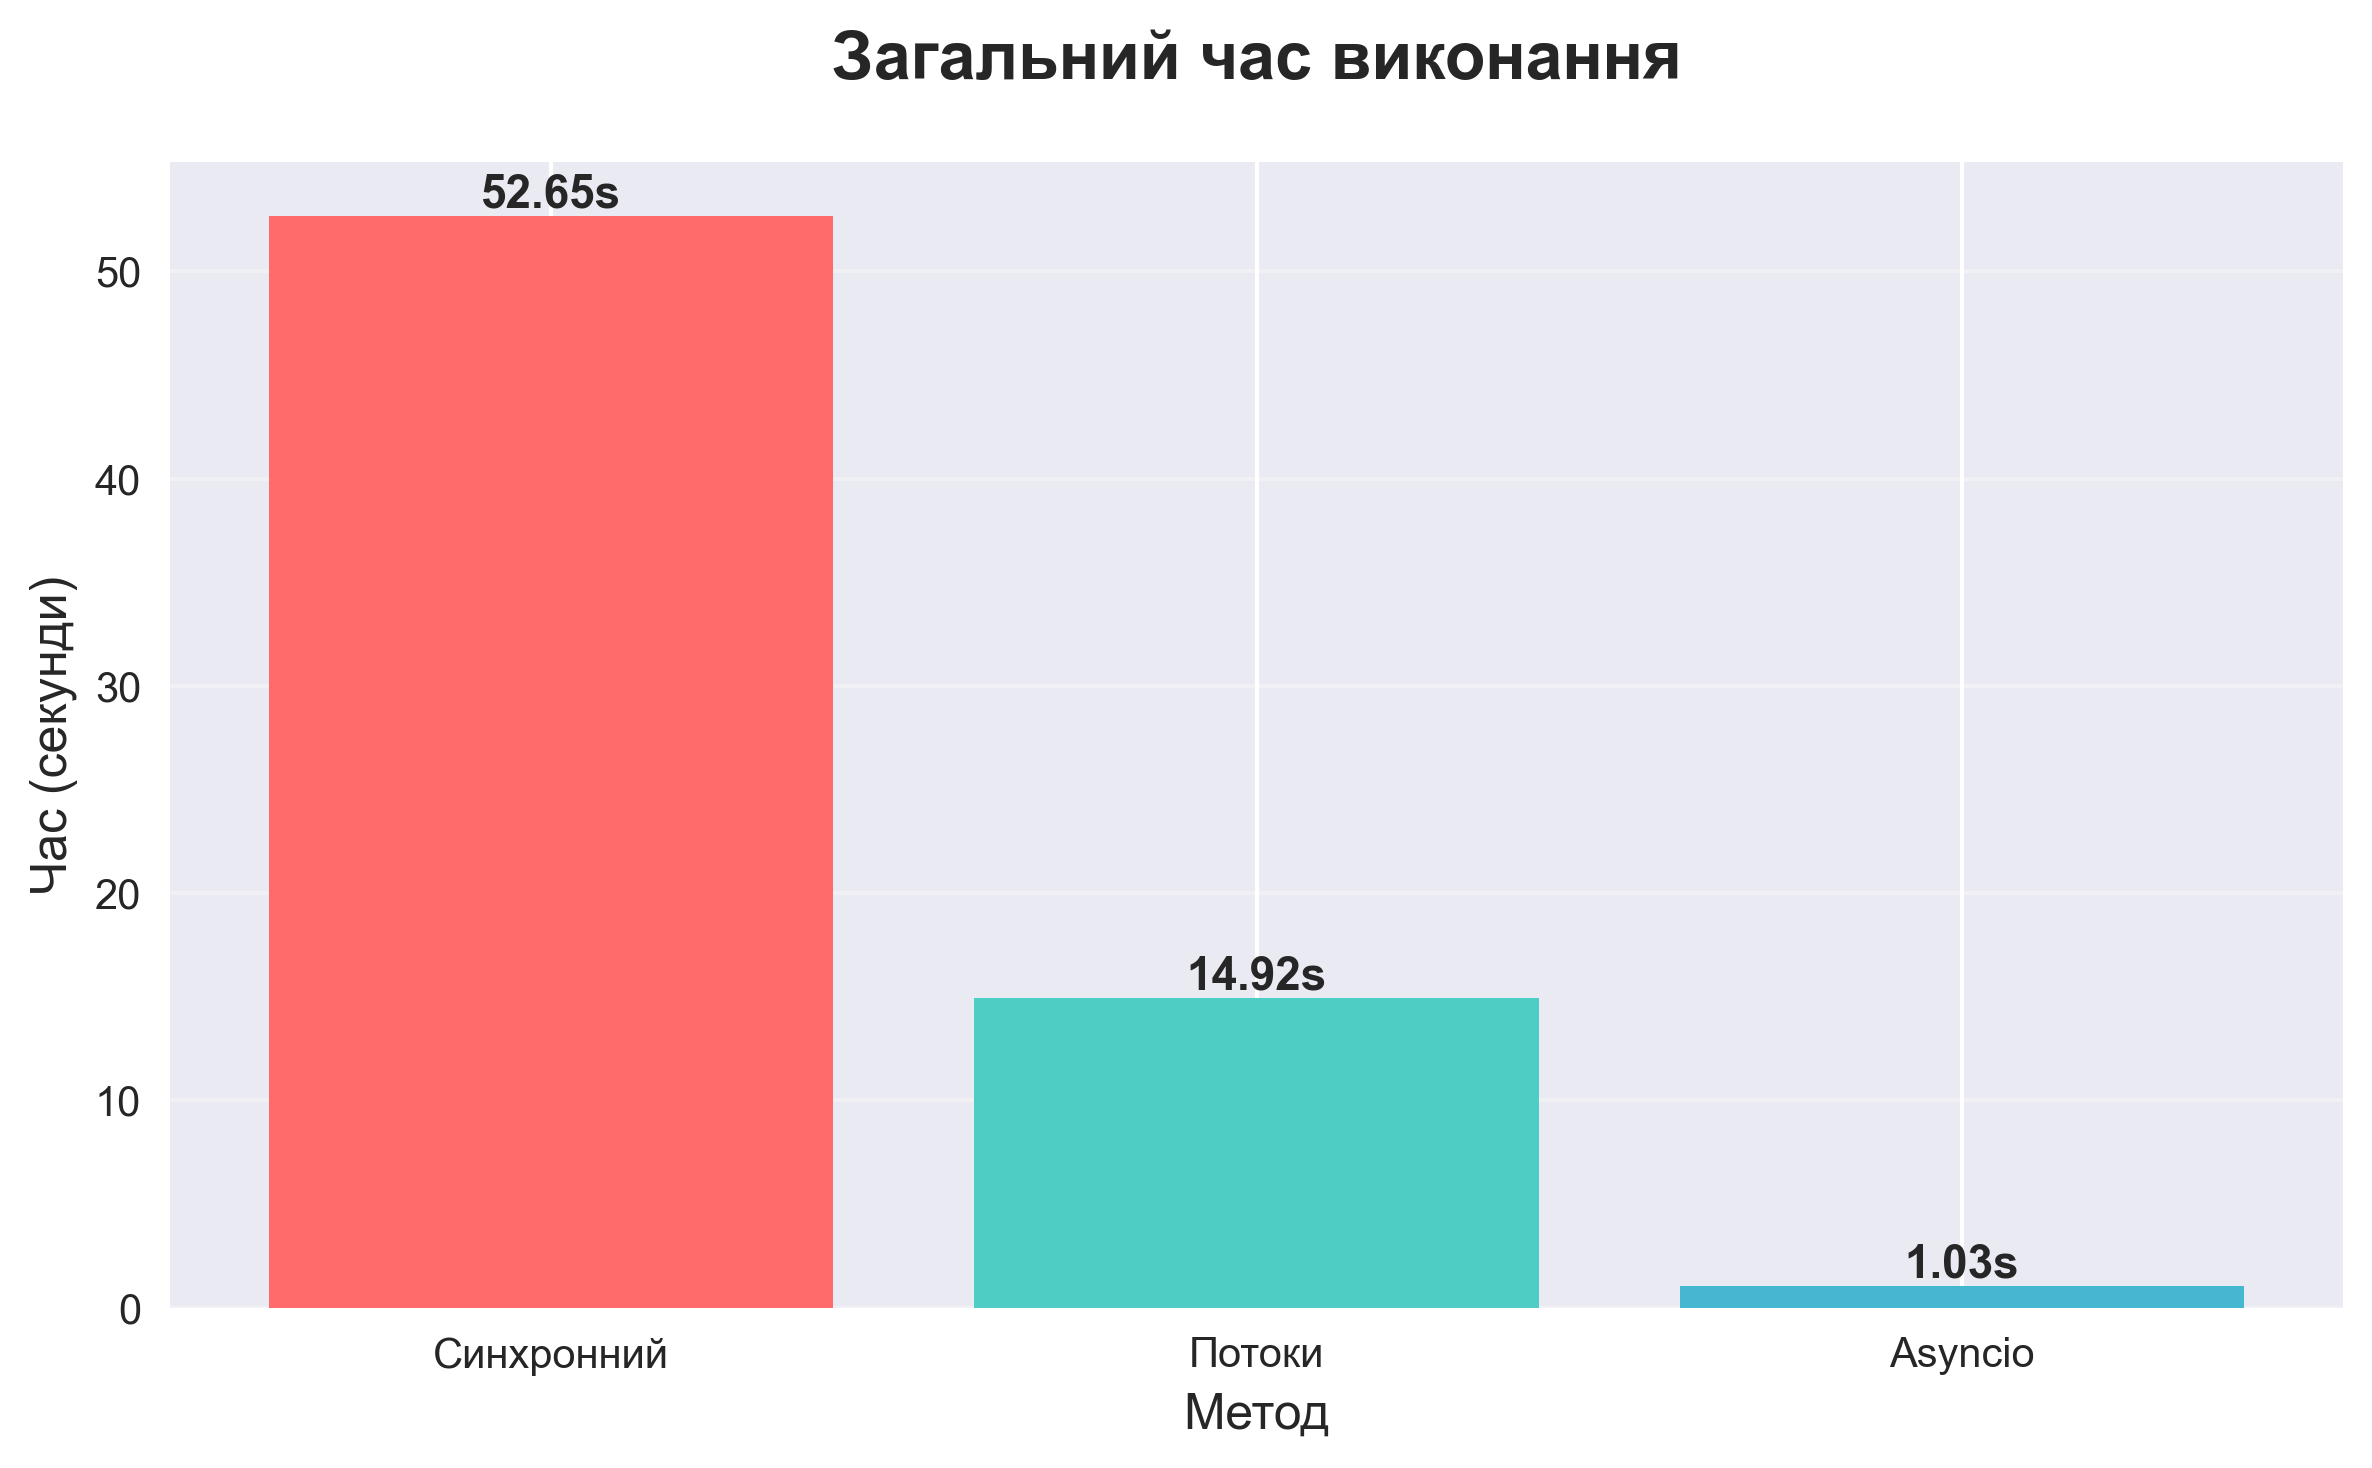 Загальний час виконання
52.65s
14.92s
1.03s
50
40
30
20
10
0
Час (секунди)
Синхронний
Потоки
Asyncio
Метод